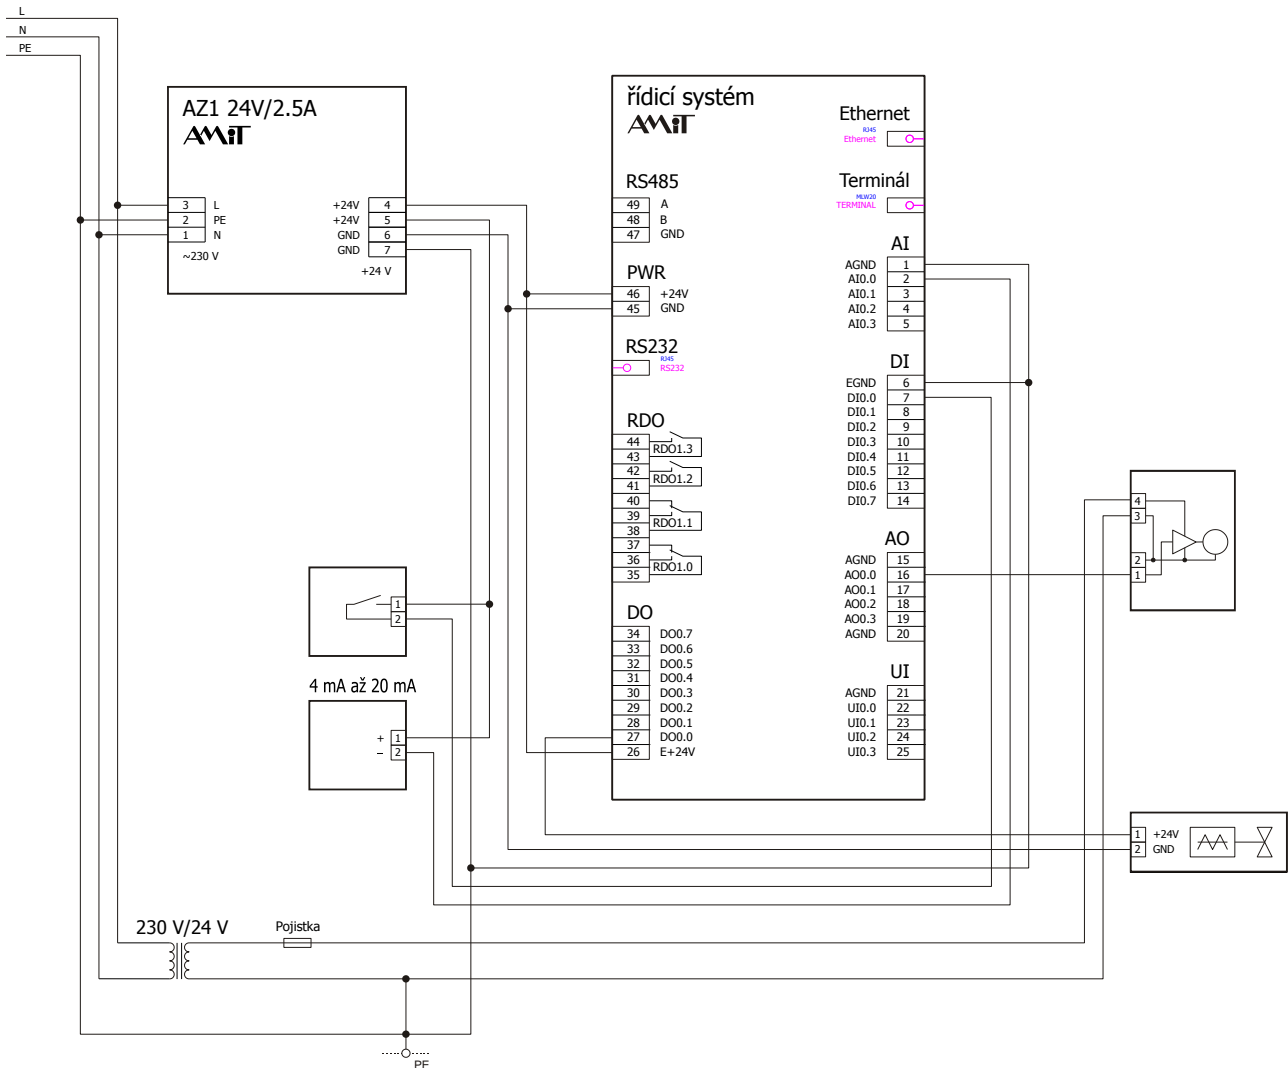 L
N
PE
AZ1 24V/2.5A
AMiT
3 L
2 PE
1 N
~230 V
+24V 4
+24V 5
GND 6
GND 7
+24 V
řídicí systém
AMiT
Ethernet
RJ45
Ethernet
RS485
49 A
48 B
47 GND
Terminál
MLW20
TERMINAL
PWR
46 +24V
45 GND
AI
AGND 1
AI0.0 2
AI0.1 3
AI0.2 4
AI0.3 5
RS232
RJ45
RS232
DI
EGND 6
DI0.0 7
DI0.1 8
DI0.2 9
DI0.3 10
DI0.4 11
DI0.5 12
DI0.6 13
DI0.7 14
RDO
44
43
RDO1.3
42
41
RDO1.2
40
39
38
RDO1.1
37
36
35
RDO1.0
AO
AGND 15
AO0.0 16
AO0.1 17
AO0.2 18
AO0.3 19
AGND 20
DO
34 DO0.7
33 DO0.6
32 DO0.5
31 DO0.4
30 DO0.3
29 DO0.2
28 DO0.1
27 DO0.0
26 E+24V
UI
AGND 21
UI0.0 22
UI0.1 23
UI0.2 24
UI0.3 25
4
3
2
1
1
2
4 mA až 20 mA
+ 1
– 2
1 +24V
2 GND
230 V/24 V
Pojistka
PE